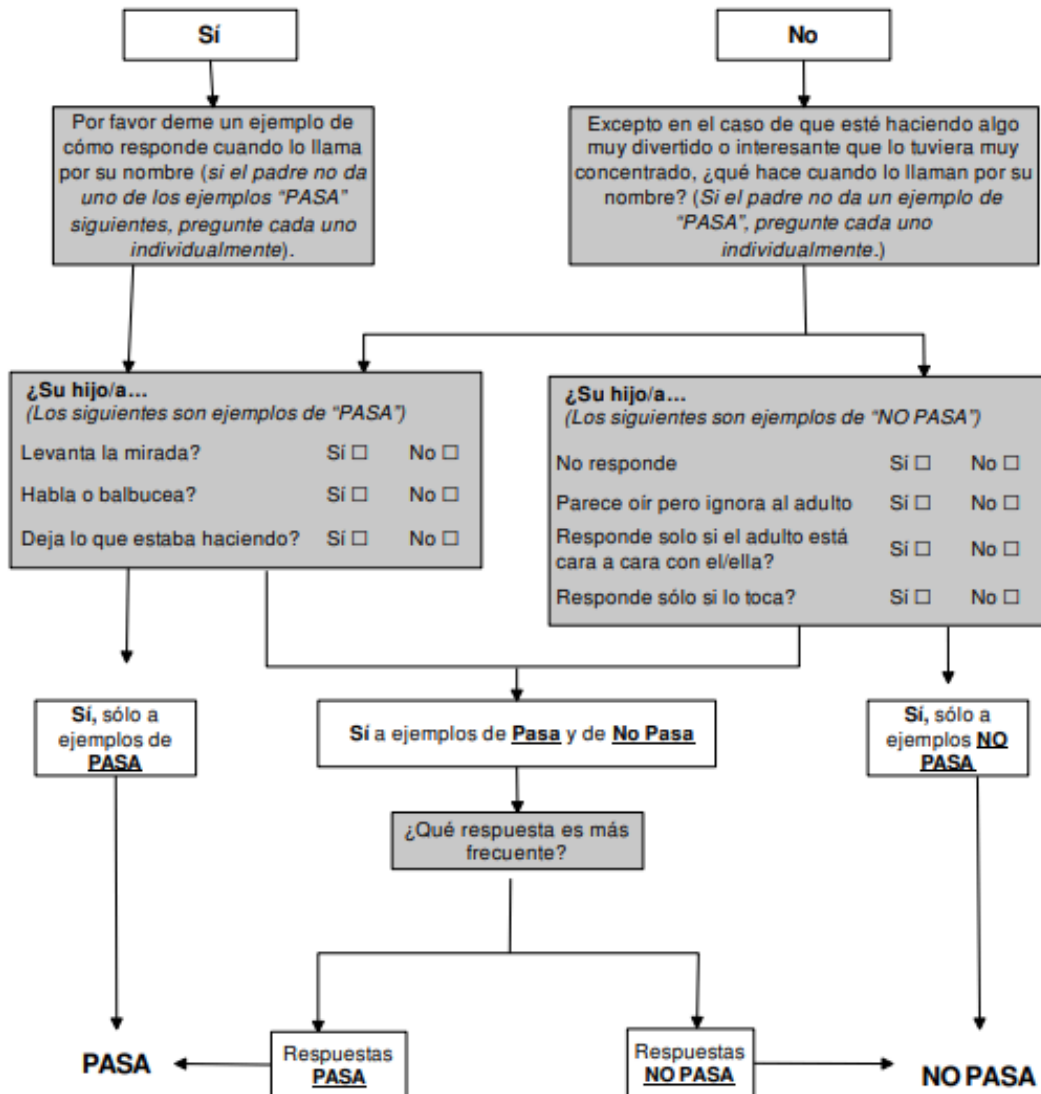 Sí
No
Por favor deme un ejemplo de
cómo responde cuando lo llama
por su nombre (si el padre no da
uno de los ejemplos “PASA”
siguientes, pregunte cada uno
individualmente).
Excepto en el caso de que esté haciendo algo
muy divertido o interesante que lo tuviera muy
concentrado, ¿qué hace cuando lo llaman por su
nombre? (Si el padre no da un ejemplo de
“PASA”, pregunte cada uno
individualmente.)
¿Su hijo/a...
(Los siguientes son ejemplos de “PASA”)
Levanta la mirada? Sí ☐ No ☐
Habla o balbucea? Sí ☐ No ☐
Deja lo que estaba haciendo? Sí ☐ No ☐
¿Su hijo/a...
(Los siguientes son ejemplos de “NO PASA”)
No responde Sí ☐ No ☐
Parece oír pero ignora al adulto Sí ☐ No ☐
Responde solo si el adulto está
cara a cara con el/ella? Sí ☐ No ☐
Responde sólo si lo toca? Sí ☐ No ☐
Sí, sólo a
ejemplos de
PASA
Sí a ejemplos de Pasa y de No Pasa
Sí, sólo a
ejemplos NO
PASA
¿Qué respuesta es más
frecuente?
PASA
Respuestas
PASA
Respuestas
NO PASA
NO PASA